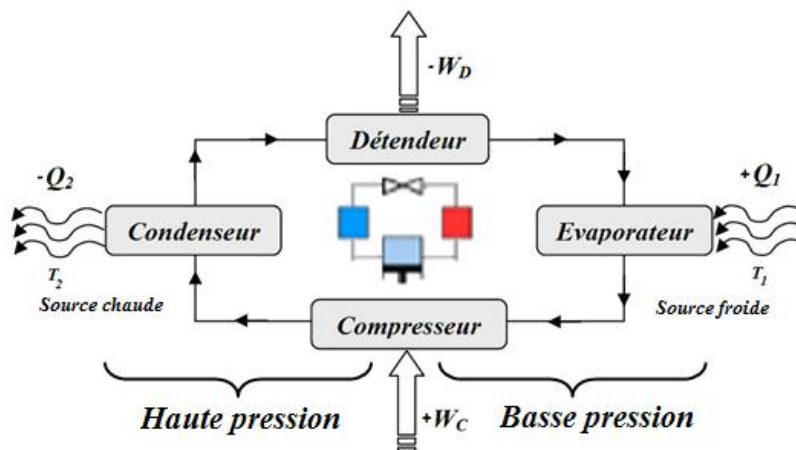 -W_D
Détendeur
-Q_2
+Q_1
Condenseur
Evaporateur
T_2
T_1
Source chaude
Source froide
Compresseur
Haute pression
+W_C
Basse pression